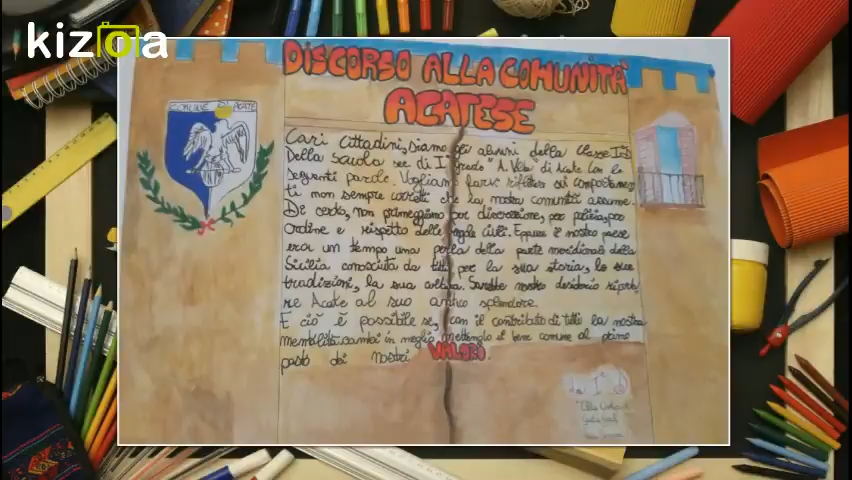 kizoa
DISCORSO ALLA COMUNITÀ
ACATESE
COMUNE DI ACATE
Cari Cittadini, siamo gli alunni della Classe I^D
Della scuola sec di I° grado "A. Volta" di Acate con le
seguenti parole. Vogliamo farvi riflettere sui comportamen
ti non sempre corretti che la nostra comunità assume.
Di certo, non primeggiamo per discrezione, per pulizia, per
ordine e rispetto delle regole civili. Eppure il nostro paese
era un tempo una perla della parte meridionale della
Sicilia conosciuta da tutti per la sua storia, le sue
tradizioni, la sua cultura. Sarebbe nostro desiderio riporta
re Acate al suo antico splendore.
E ciò è possibile se, con il contributo di tutti la nostra
mentalità cambi in meglio mettendo il bene comune al primo
posto dei nostri VALORI.